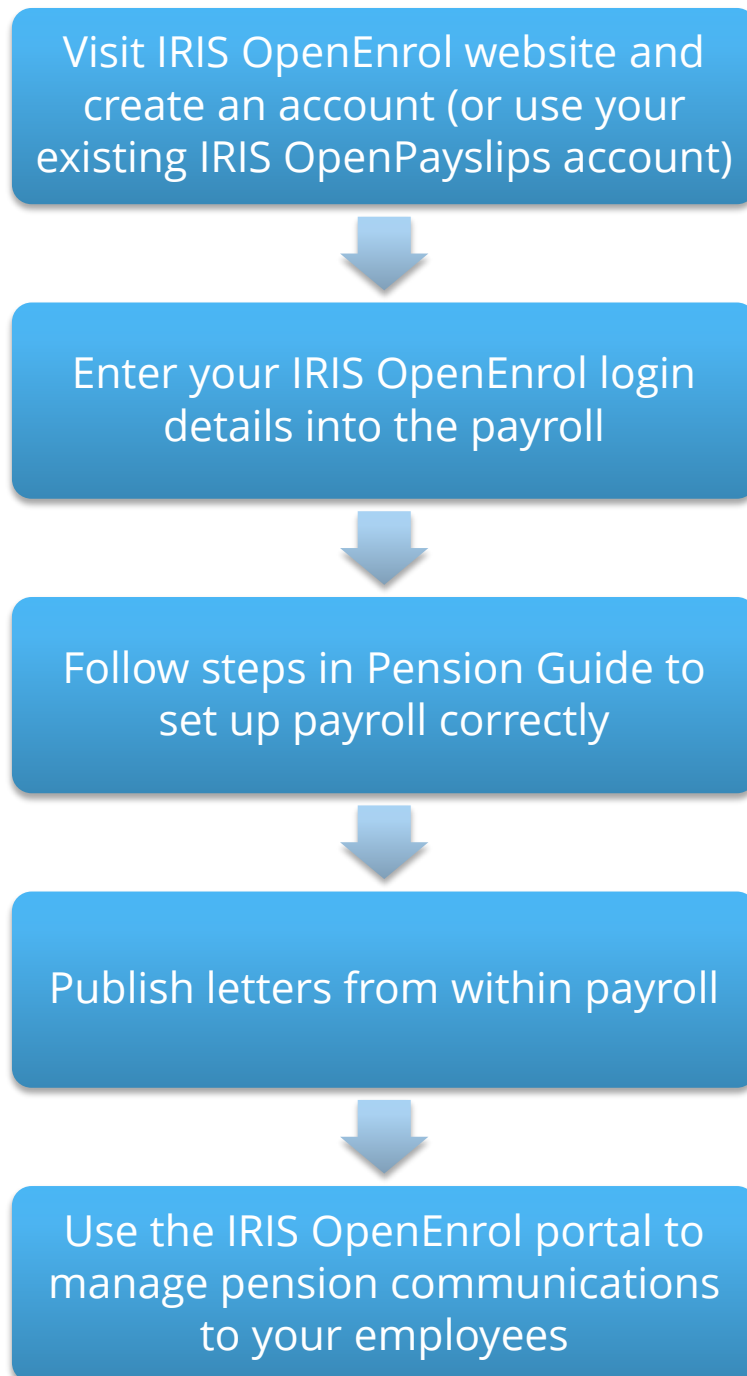 Visit IRIS OpenEnrol website and
create an account (or use your
existing IRIS OpenPayslips account)
Enter your IRIS OpenEnrol login
details into the payroll
Follow steps in Pension Guide to
set up payroll correctly
Publish letters from within payroll
Use the IRIS OpenEnrol portal to
manage pension communications
to your employees